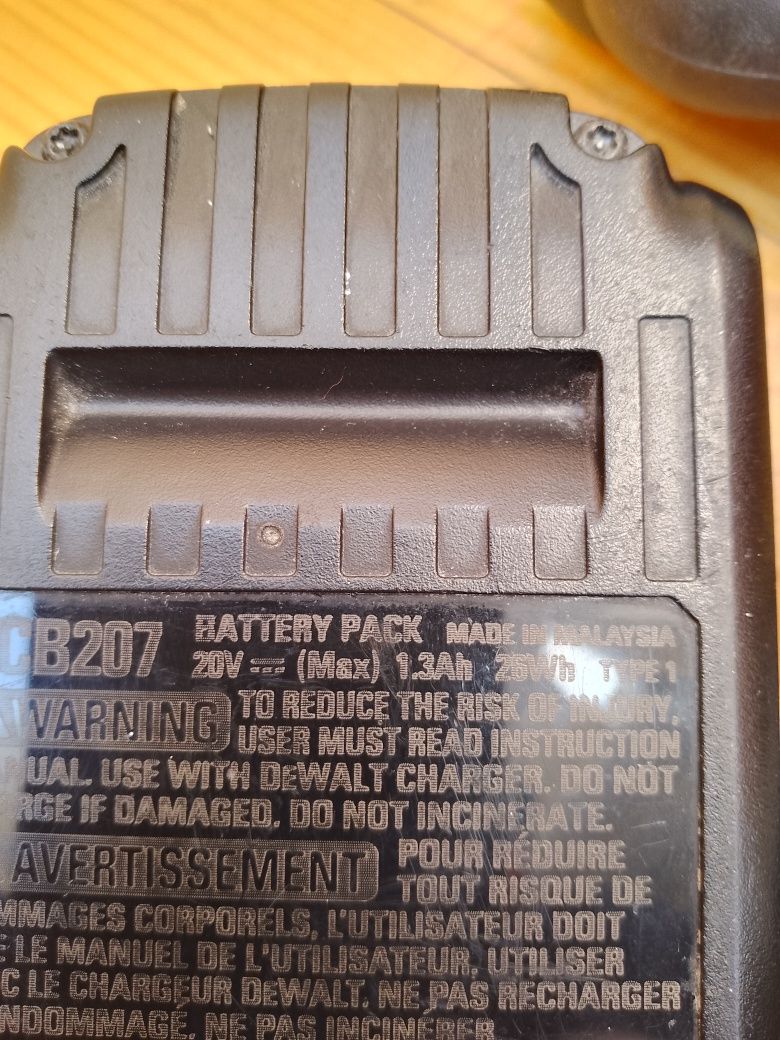 CB207 BATTERY PACK MADE IN MALAYSIA
20V ⎓ (Max) 1.3Ah 26Wh TYPE 1
WARNING TO REDUCE THE RISK OF INJURY,
USER MUST READ INSTRUCTION
NUAL. USE WITH DEWALT CHARGER. DO NOT
RGE IF DAMAGED. DO NOT INCINERATE.
AVERTISSEMENT POUR RÉDUIRE
TOUT RISQUE DE
MMAGES CORPORELS, L'UTILISATEUR DOIT
E LE MANUEL DE L'UTILISATEUR. UTILISER
C LE CHARGEUR DEWALT. NE PAS RECHARGER
NDOMMAGÉ. NE PAS INCINÉRER